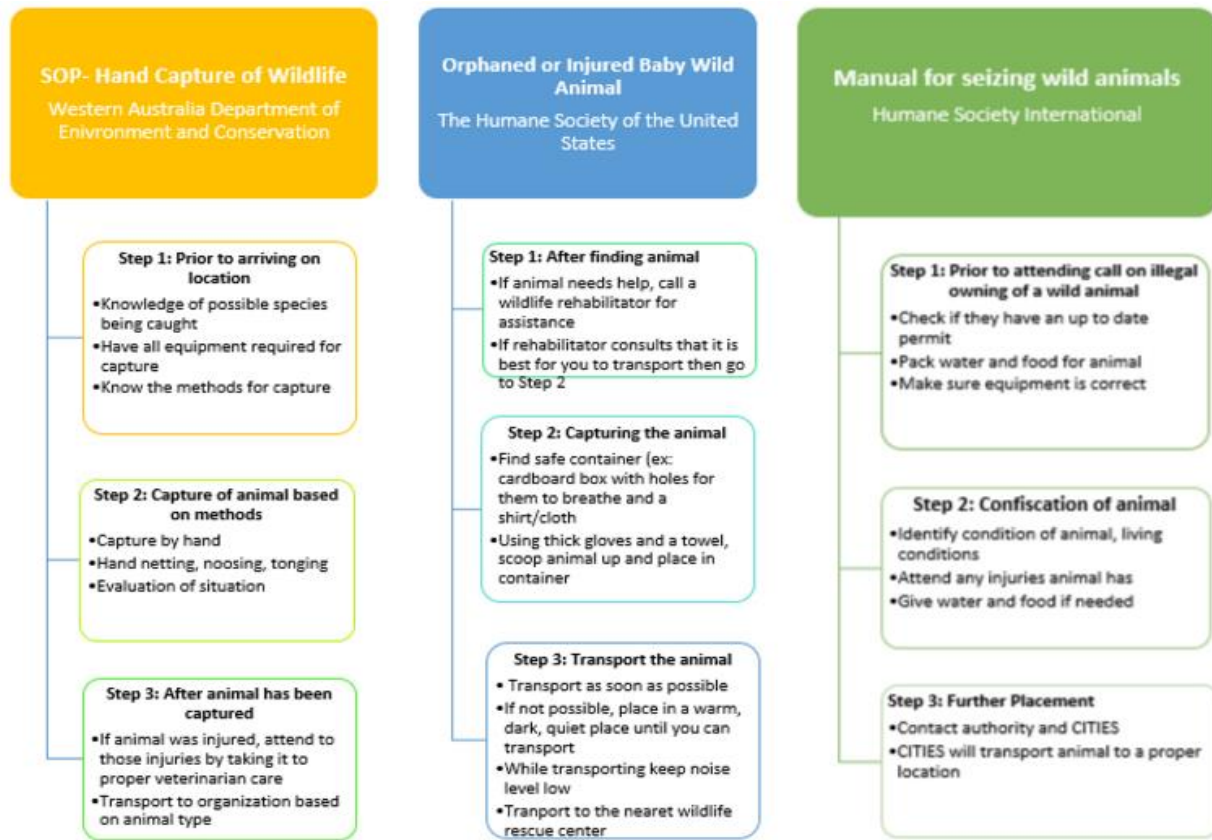 SOP- Hand Capture of Wildlife
Western Australia Department of
Enivronment and Conservation
Step 1: Prior to arriving on
location
•Knowledge of possible species
being caught
•Have all equipment required for
capture
•Know the methods for capture
Step 2: Capture of animal based
on methods
•Capture by hand
•Hand netting, noosing, tonging
•Evaluation of situation
Step 3: After animal has been
captured
•If animal was injured, attend to
those injuries by taking it to
proper veterinarian care
•Transport to organization based
on animal type
Orphaned or Injured Baby Wild
Animal
The Humane Society of the United
States
Step 1: After finding animal
•If animal needs help, call a
wildlife rehabilitator for
assistance
•If rehabilitator consults that it is
best for you to transport then go
to Step 2
Step 2: Capturing the animal
•Find safe container (ex:
cardboard box with holes for
them to breathe and a
shirt/cloth
•Using thick gloves and a towel,
scoop animal up and place in
container
Step 3: Transport the animal
• Transport as soon as possible
•If not possible, place in a warm,
dark, quiet place until you can
transport
•While transporting keep noise
level low
•Tranport to the nearet wildlife
rescue center
Manual for seizing wild animals
Humane Society International
Step 1: Prior to attending call on illegal
owning of a wild animal
•Check if they have an up to date
permit
•Pack water and food for animal
•Make sure equipment is correct
Step 2: Confiscation of animal
•Identify condition of animal, living
conditions
•Attend any injuries animal has
•Give water and food if needed
Step 3: Further Placement
•Contact authority and CITIES
•CITIES will transport animal to a proper
location